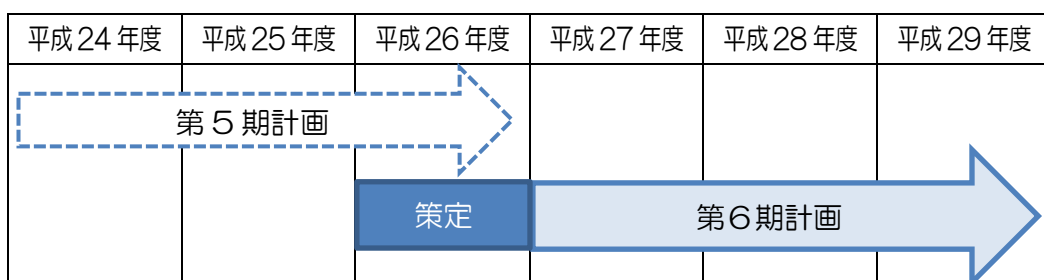 平成24年度 平成25年度 平成26年度 平成27年度 平成28年度 平成29年度
第5期計画
策定 第6期計画